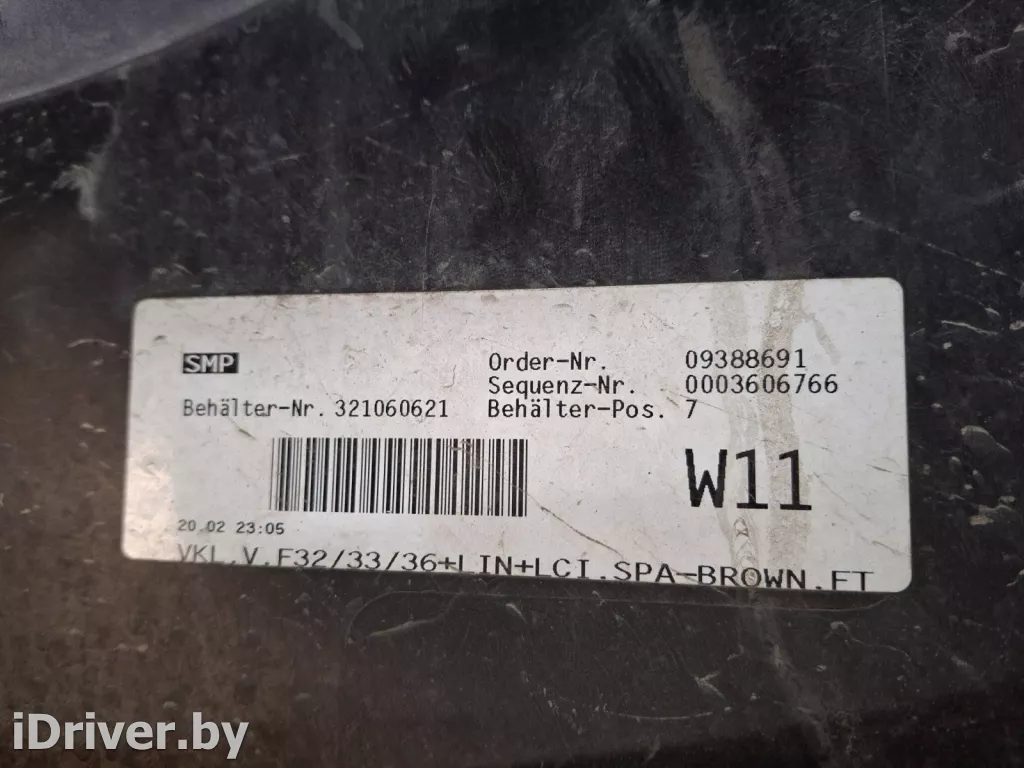 SMP
Order-Nr. 09388691
Sequenz-Nr. 0003606766
Behälter-Nr. 321060621 Behälter-Pos. 7
W11
20.02 23:05
VKL.V.F32/33/36+LIN+LCI.SPA-BROWN.FT
iDriver.by